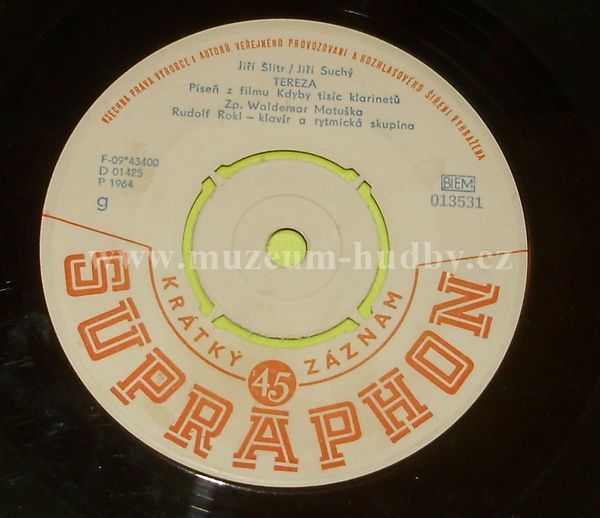 VŠECHNA PRÁVA VÝROBCE I AUTORŮ VEŘEJNÉHO PROVOZOVÁNÍ A ROZHLASOVÉHO ŠÍŘENÍ VYHRAŽENA
Jiří Šlitr / Jiří Suchý
TEREZA
Píseň z filmu Kdyby tisíc klarinetů
Zp. Waldemar Matuška
Rudolf Rokl – klavír a rytmická skupina
F-09*43400
D 01425
P 1964
g
BIEM
013531
www.muzeum-hudby.cz
KRÁTKÝ 45 ZÁZNAM
SUPRAPHON